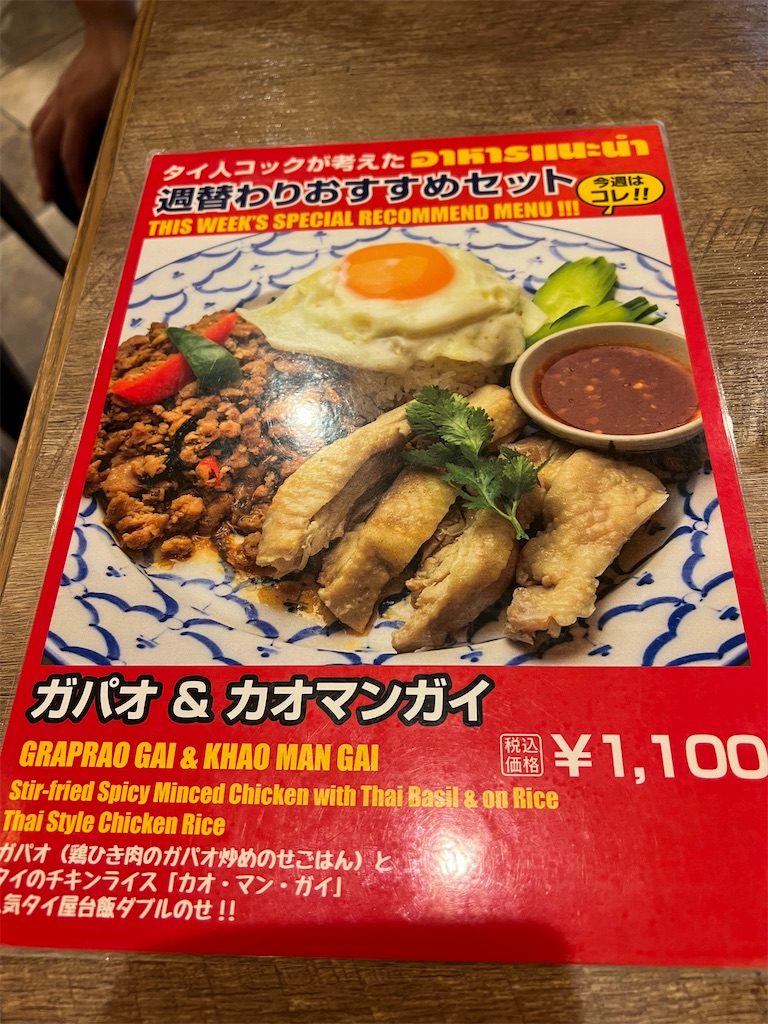 タイ人コックが考えた อาหารแนะนำ
週替わりおすすめセット
今週は
コレ!!
THIS WEEK'S SPECIAL RECOMMEND MENU !!!
ガパオ & カオマンガイ
GRAPRAO GAI & KHAO MAN GAI
税込
価格
¥1,100
Stir-fried Spicy Minced Chicken with Thai Basil & on Rice
Thai Style Chicken Rice
ガパオ（鶏ひき肉のガパオ炒めのせごはん）と
タイのチキンライス「カオ・マン・ガイ」
気タイ屋台飯ダブルのせ!!